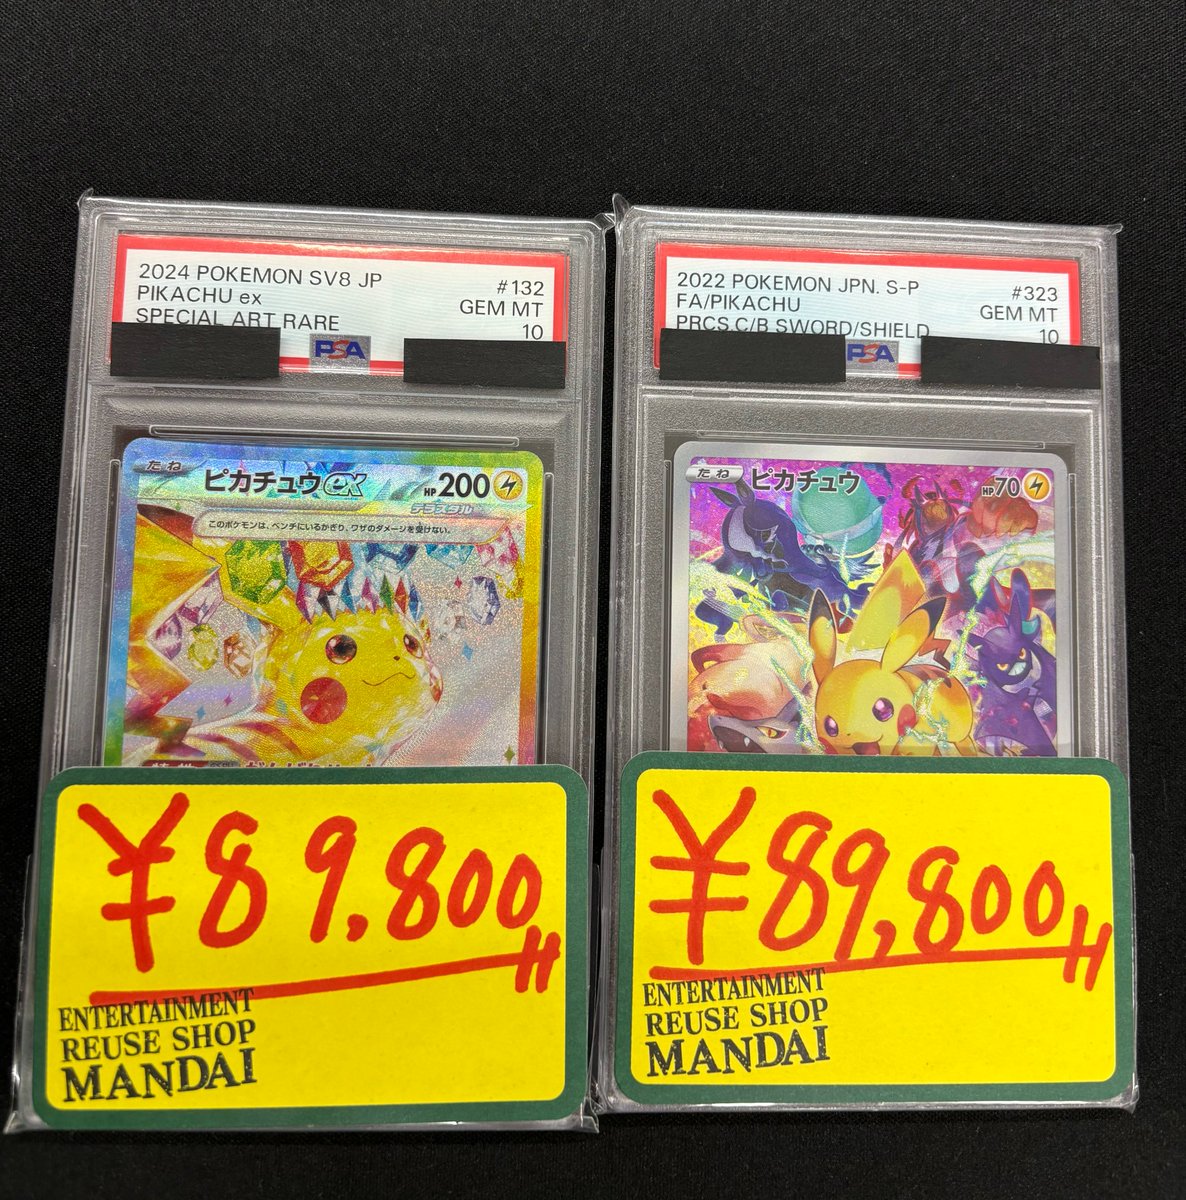 2024 POKEMON SV8 JP #132
PIKACHU ex GEM MT
SPECIAL ART RARE 10
PSA
たね ピカチュウex HP200
テラスタル
このポケモンは、ベンチにいるかぎり、ワザのダメージを受けない。
¥89.800
H
ENTERTAINMENT
REUSE SHOP
MANDAI
2022 POKEMON JPN. S-P #323
FA/PIKACHU GEM MT
PRCS C/B SWORD/SHIELD 10
PSA
たね ピカチュウ HP70
¥89,800
H
ENTERTAINMENT
REUSE SHOP
MANDAI